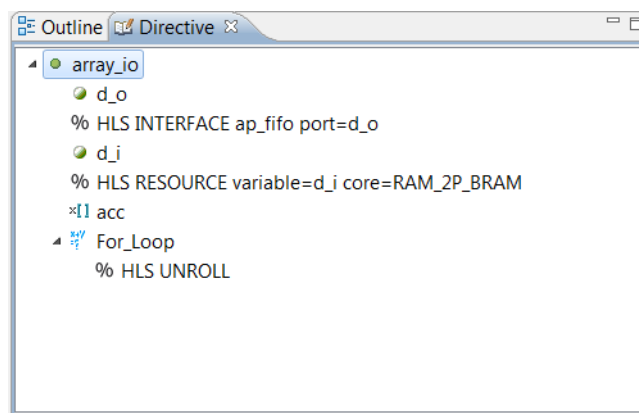 Outline Directive
array_io
d_o
% HLS INTERFACE ap_fifo port=d_o
d_i
% HLS RESOURCE variable=d_i core=RAM_2P_BRAM
×[] acc
For_Loop
% HLS UNROLL